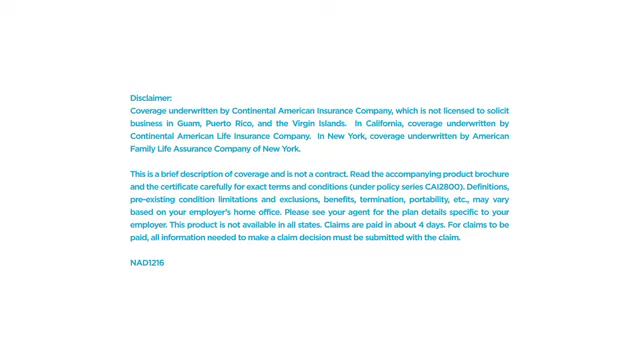 Disclaimer:
Coverage underwritten by Continental American Insurance Company, which is not licensed to solicit
business in Guam, Puerto Rico, and the Virgin Islands. In California, coverage underwritten by
Continental American Life Insurance Company. In New York, coverage underwritten by American
Family Life Assurance Company of New York.
This is a brief description of coverage and is not a contract. Read the accompanying product brochure
and the certificate carefully for exact terms and conditions (under policy series CAI2800). Definitions,
pre-existing condition limitations and exclusions, benefits, termination, portability, etc., may vary
based on your employer's home office. Please see your agent for the plan details specific to your
employer. This product is not available in all states. Claims are paid in about 4 days. For claims to be
paid, all information needed to make a claim decision must be submitted with the claim.
NAD1216